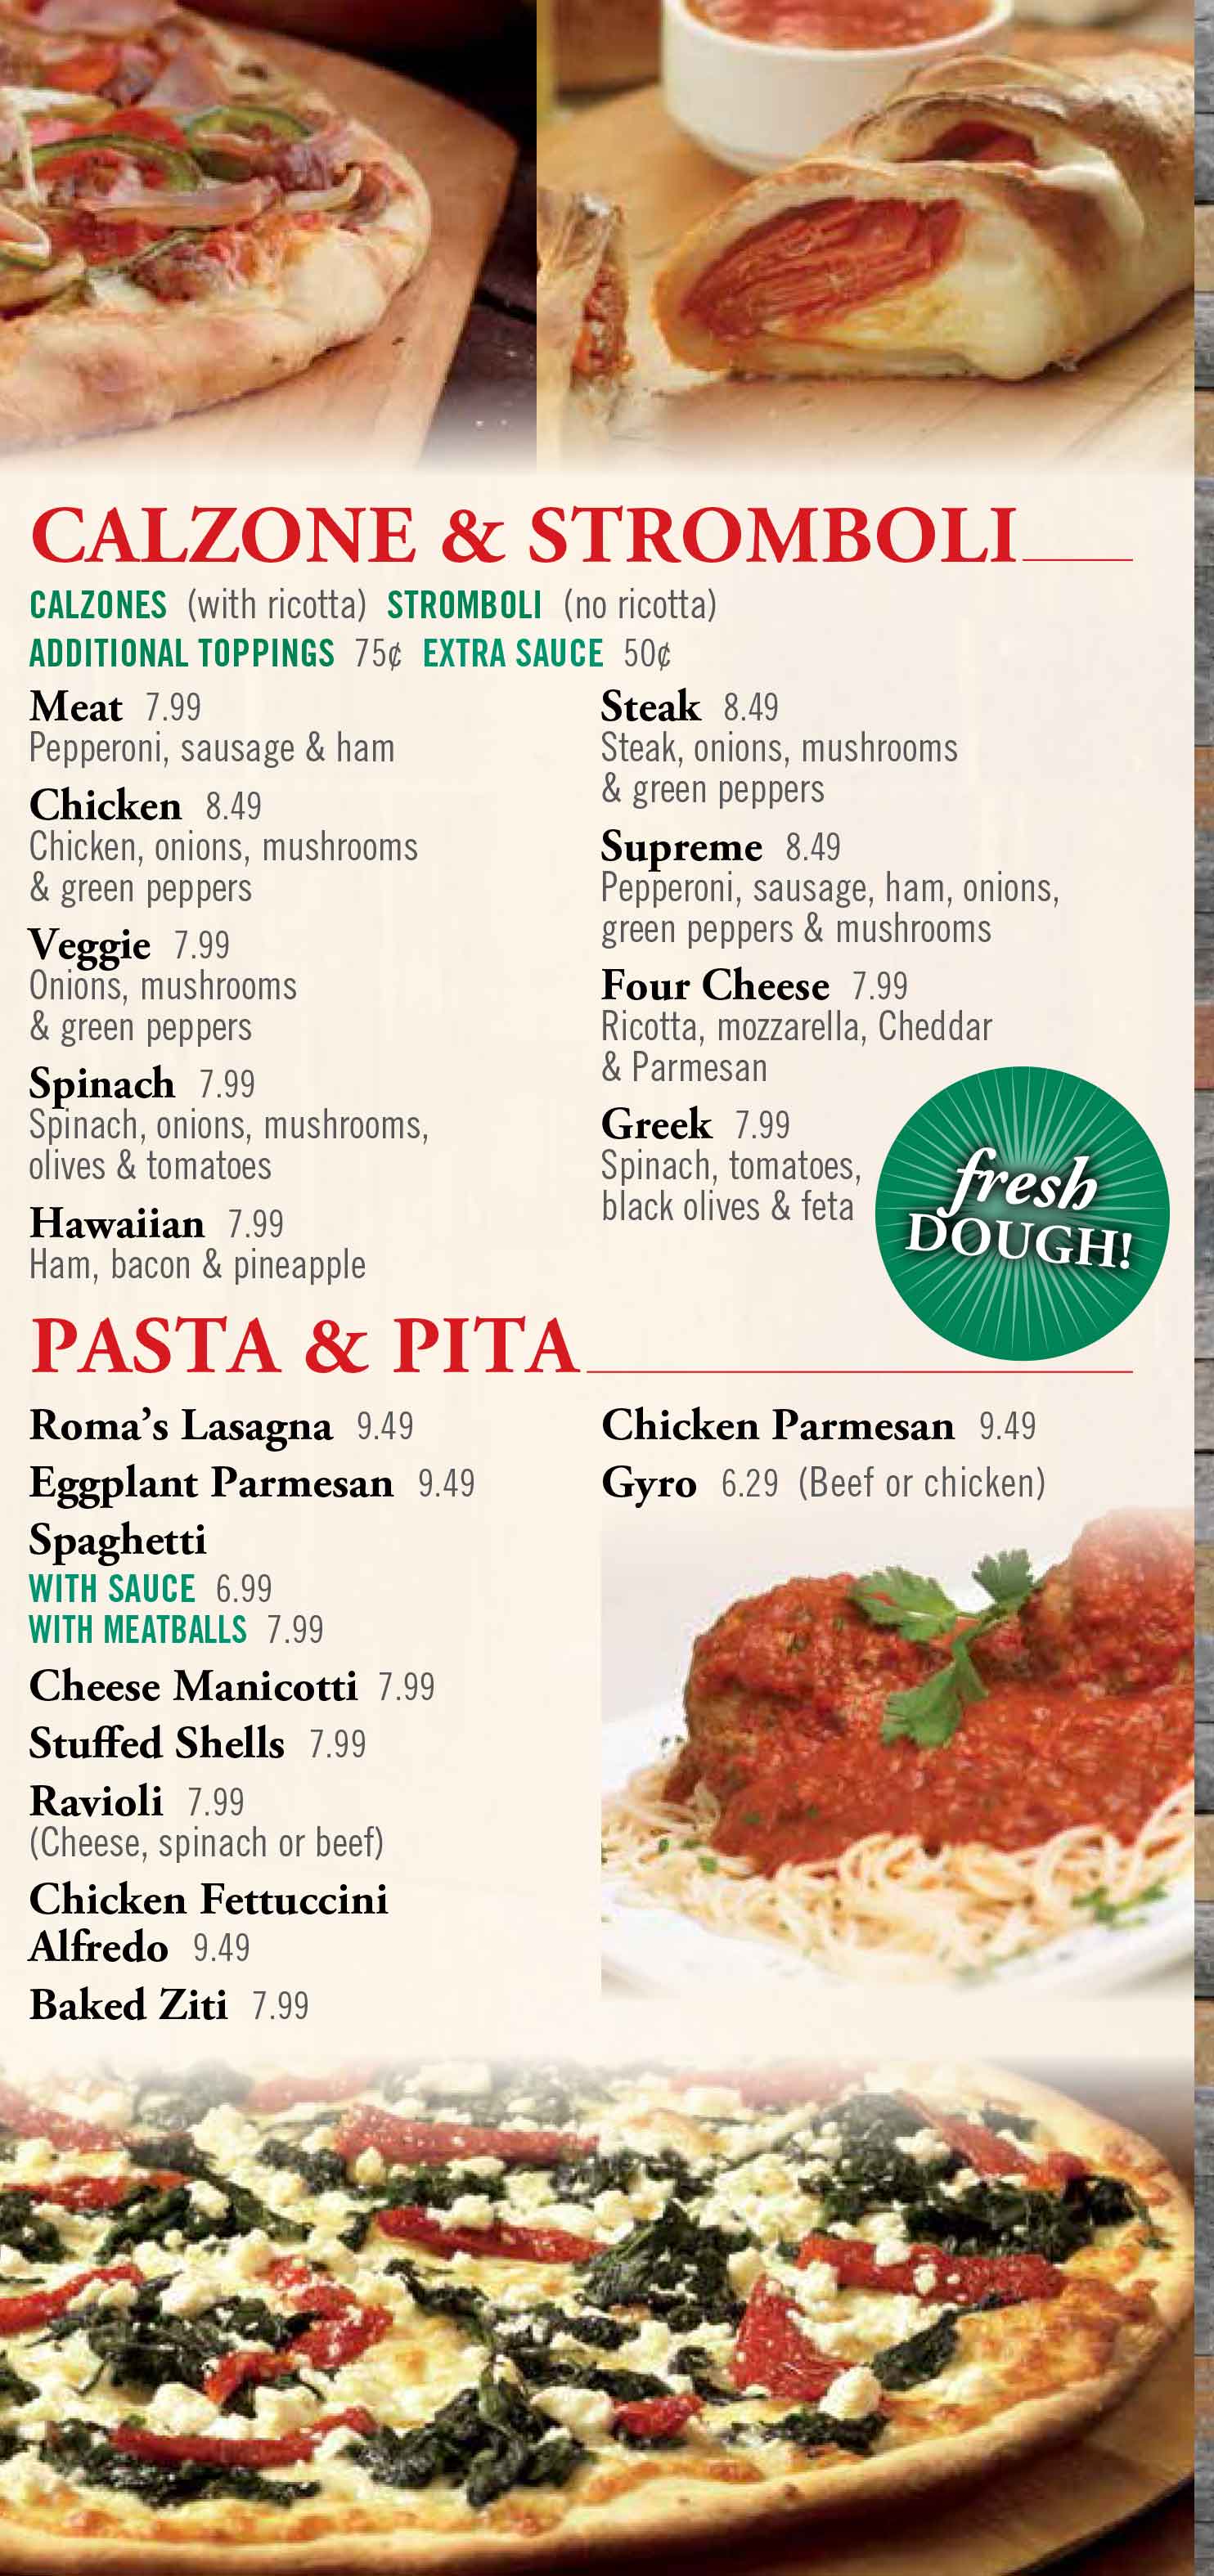 CALZONE & STROMBOLI
CALZONES (with ricotta) STROMBOLI (no ricotta)
ADDITIONAL TOPPINGS 75¢ EXTRA SAUCE 50¢
Meat 7.99
Pepperoni, sausage & ham
Chicken 8.49
Chicken, onions, mushrooms
& green peppers
Veggie 7.99
Onions, mushrooms
& green peppers
Spinach 7.99
Spinach, onions, mushrooms,
olives & tomatoes
Hawaiian 7.99
Ham, bacon & pineapple
Steak 8.49
Steak, onions, mushrooms
& green peppers
Supreme 8.49
Pepperoni, sausage, ham, onions,
green peppers & mushrooms
Four Cheese 7.99
Ricotta, mozzarella, Cheddar
& Parmesan
Greek 7.99
Spinach, tomatoes,
black olives & feta
fresh
DOUGH!
PASTA & PITA
Roma’s Lasagna 9.49
Eggplant Parmesan 9.49
Spaghetti
WITH SAUCE 6.99
WITH MEATBALLS 7.99
Cheese Manicotti 7.99
Stuffed Shells 7.99
Ravioli 7.99
(Cheese, spinach or beef)
Chicken Fettuccini
Alfredo 9.49
Baked Ziti 7.99
Chicken Parmesan 9.49
Gyro 6.29 (Beef or chicken)